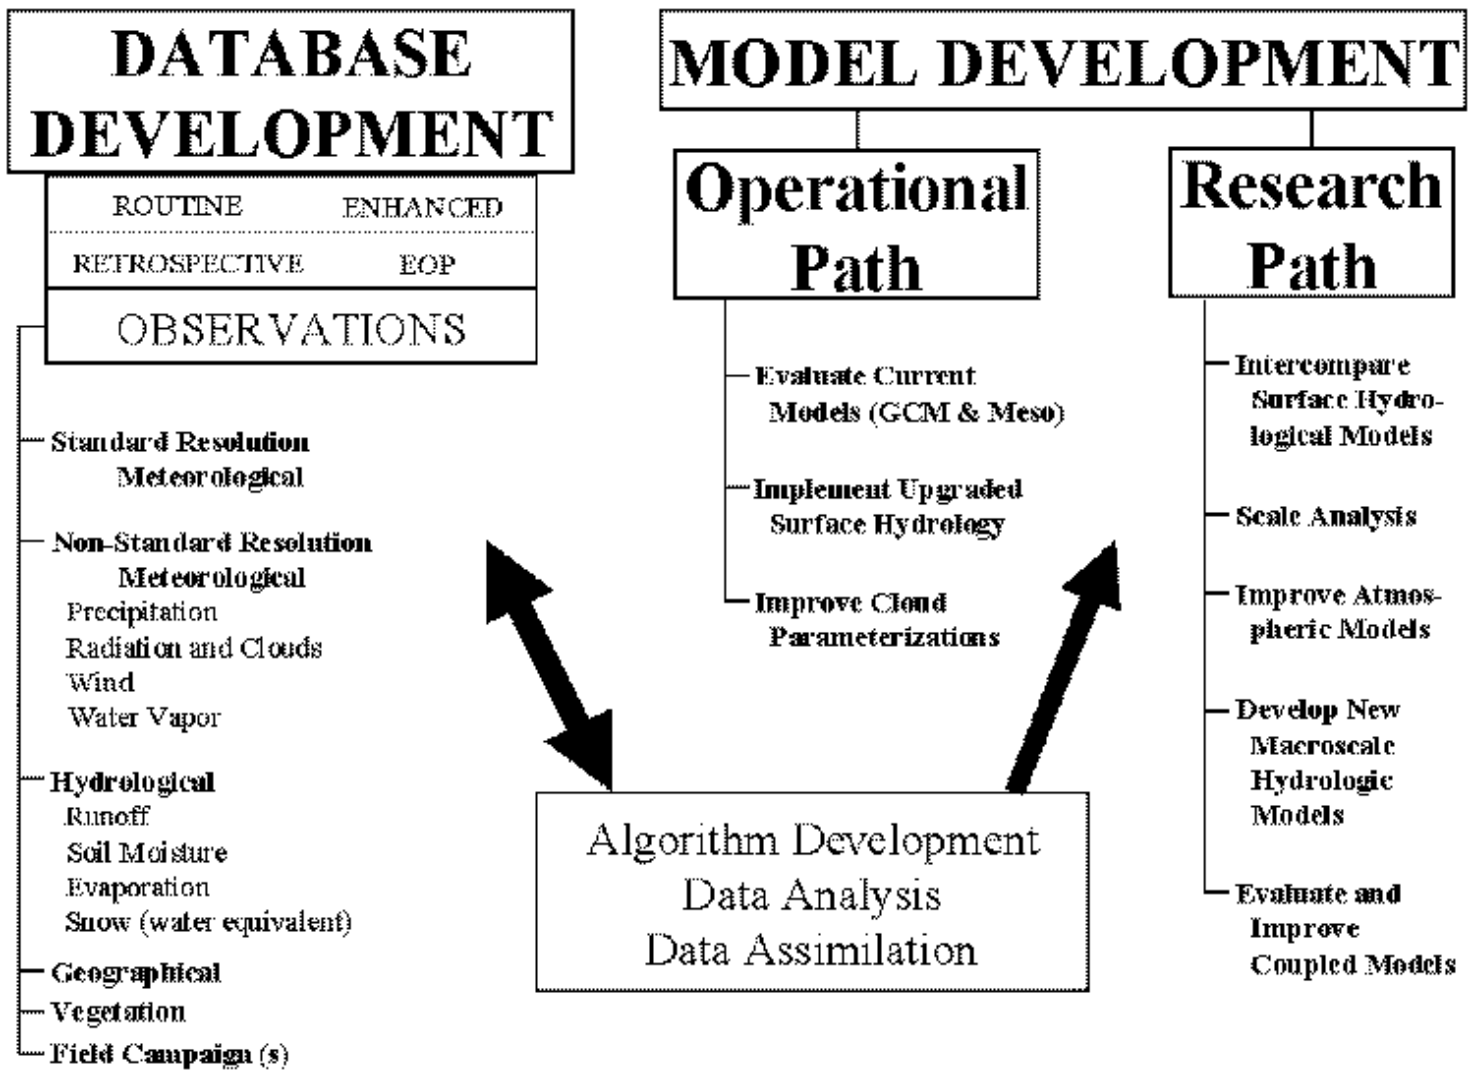 DATABASE
DEVELOPMENT
ROUTINE ENHANCED
RETROSPECTIVE EOP
OBSERVATIONS
Standard Resolution
Meteorological
Non-Standard Resolution
Meteorological
Precipitation
Radiation and Clouds
Wind
Water Vapor
Hydrological
Runoff
Soil Moisture
Evaporation
Snow (water equivalent)
Geographical
Vegetation
Field Campaign (s)
MODEL DEVELOPMENT
Operational
Path
Evaluate Current
Models (GCM & Meso)
Implement Upgraded
Surface Hydrology
Improve Cloud
Parameterizations
Research
Path
Intercompare
Surface Hydro-
logical Models
Scale Analysis
Improve Atmos-
pheric Models
Develop New
Macroscale
Hydrologic
Models
Evaluate and
Improve
Coupled Models
Algorithm Development
Data Analysis
Data Assimilation